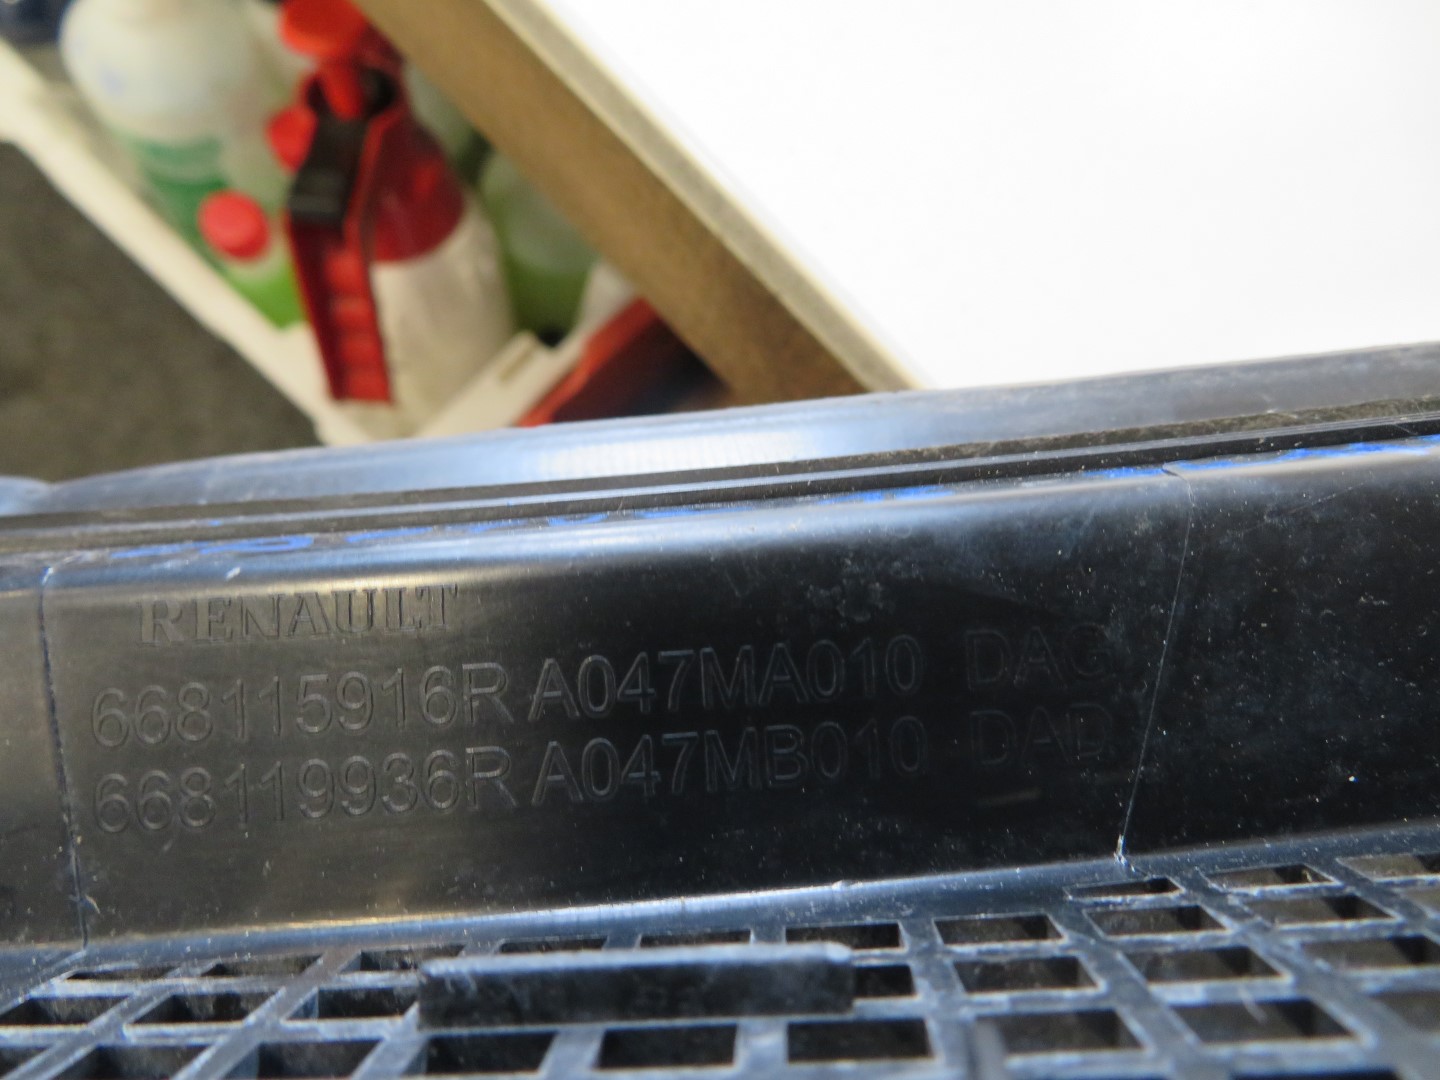 RENAULT
668115916R A047MA010 DAG
668119936R A047MB010 DAD